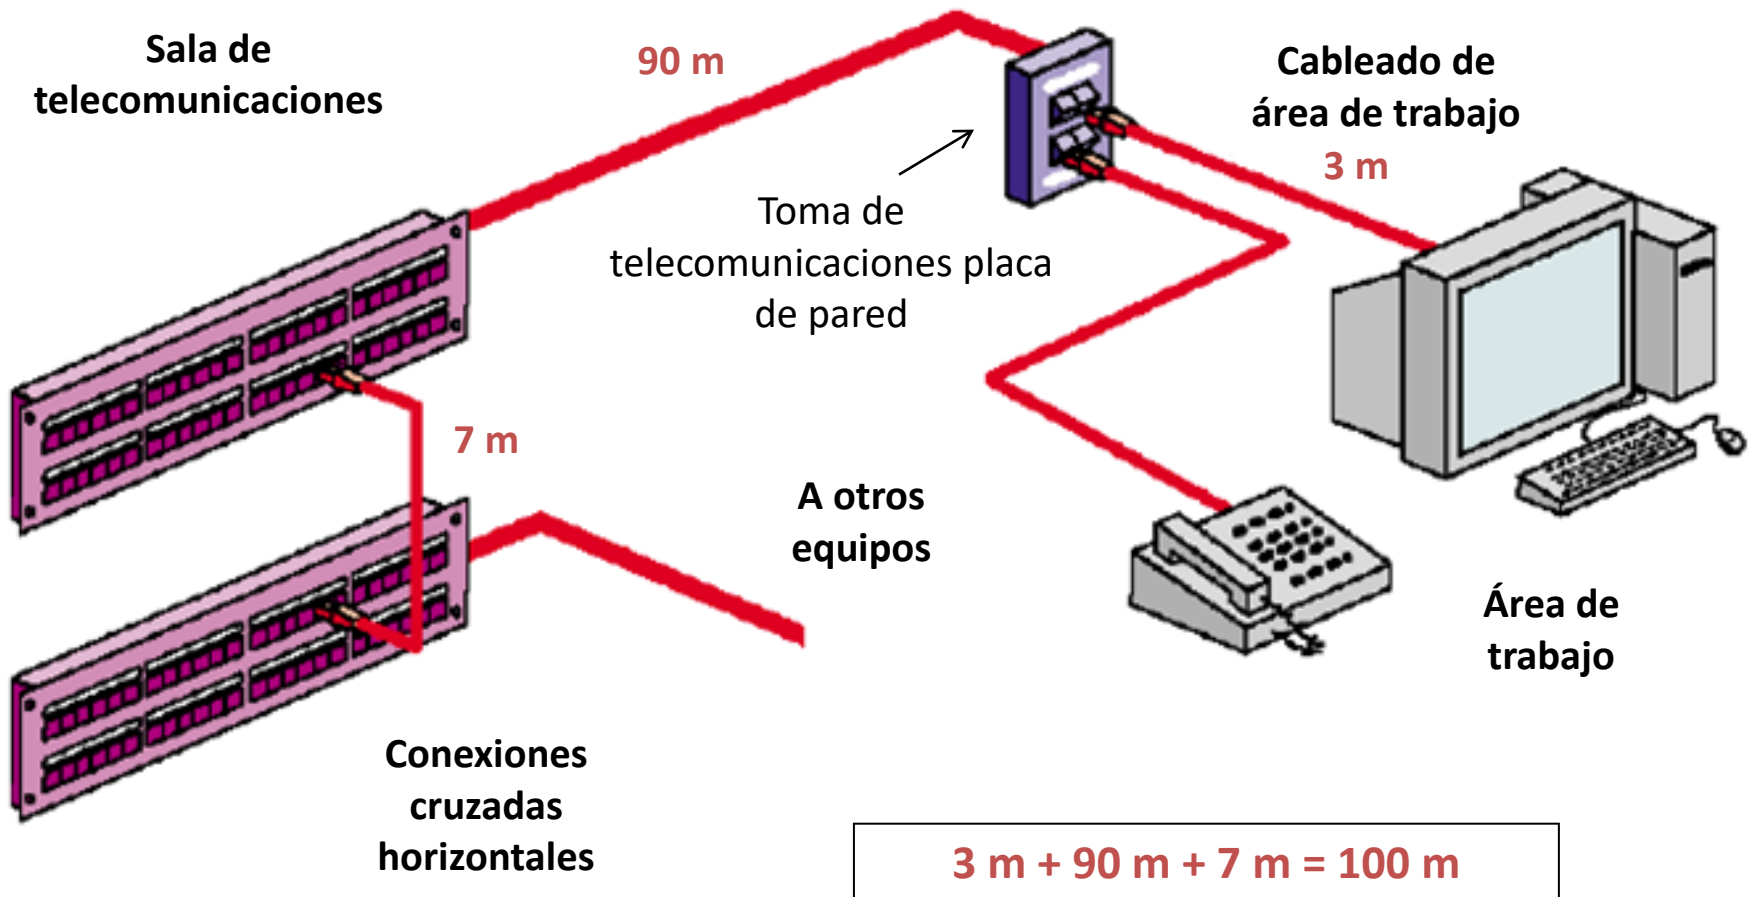 Sala de
telecomunicaciones
90 m
Cableado de
área de trabajo
3 m
Toma de
telecomunicaciones placa
de pared
7 m
A otros
equipos
Área de
trabajo
Conexiones
cruzadas
horizontales
3 m + 90 m + 7 m = 100 m